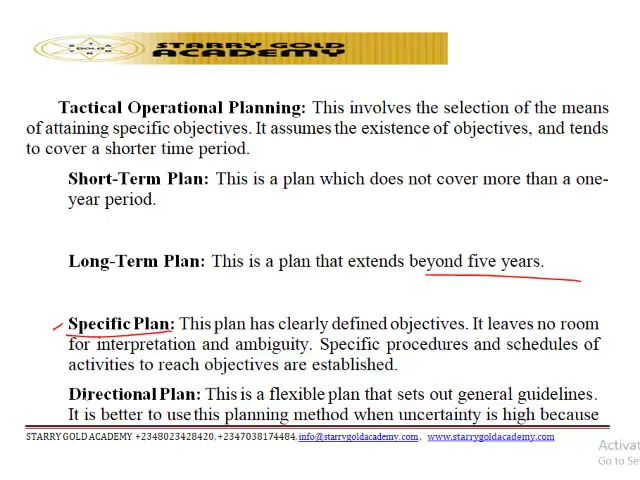 STARRY GOLD
ACADEMY
Tactical Operational Planning: This involves the selection of the means
of attaining specific objectives. It assumes the existence of objectives, and tends
to cover a shorter time period.
Short-Term Plan: This is a plan which does not cover more than a one-
year period.
Long-Term Plan: This is a plan that extends beyond five years.
Specific Plan: This plan has clearly defined objectives. It leaves no room
for interpretation and ambiguity. Specific procedures and schedules of
activities to reach objectives are established.
Directional Plan: This is a flexible plan that sets out general guidelines.
It is better to use this planning method when uncertainty is high because
STARRY GOLD ACADEMY +2348023428420, +2347038174484, info@starrygoldacademy.com, www.starrygoldacademy.com
Activat
Go to Se